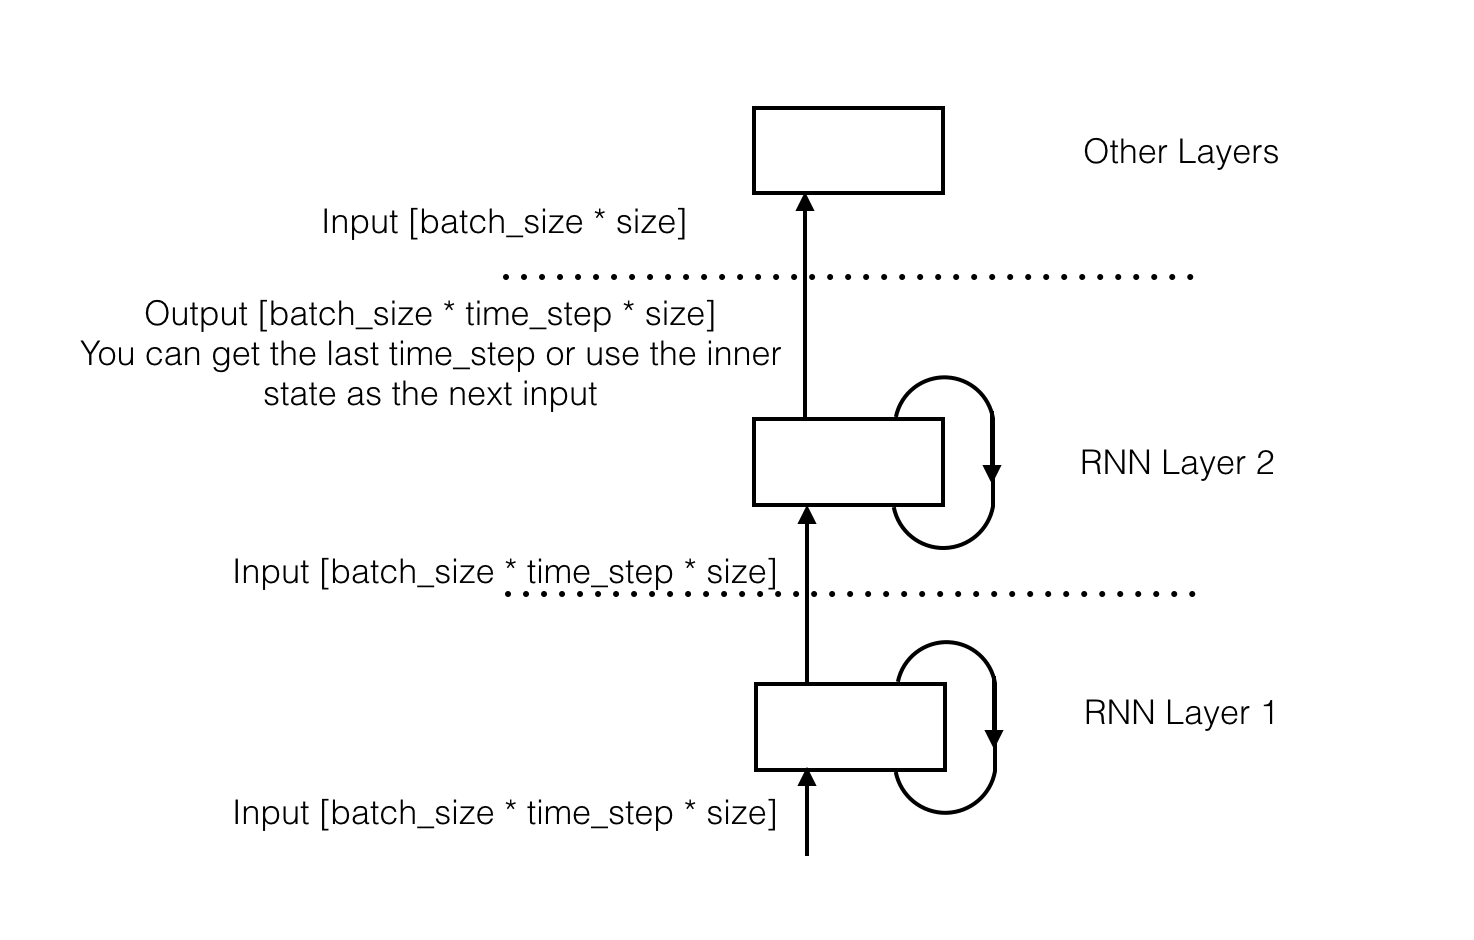 Other Layers
Input [batch_size * size]
Output [batch_size * time_step * size]
You can get the last time_step or use the inner
state as the next input
RNN Layer 2
Input [batch_size * time_step * size]
RNN Layer 1
Input [batch_size * time_step * size]